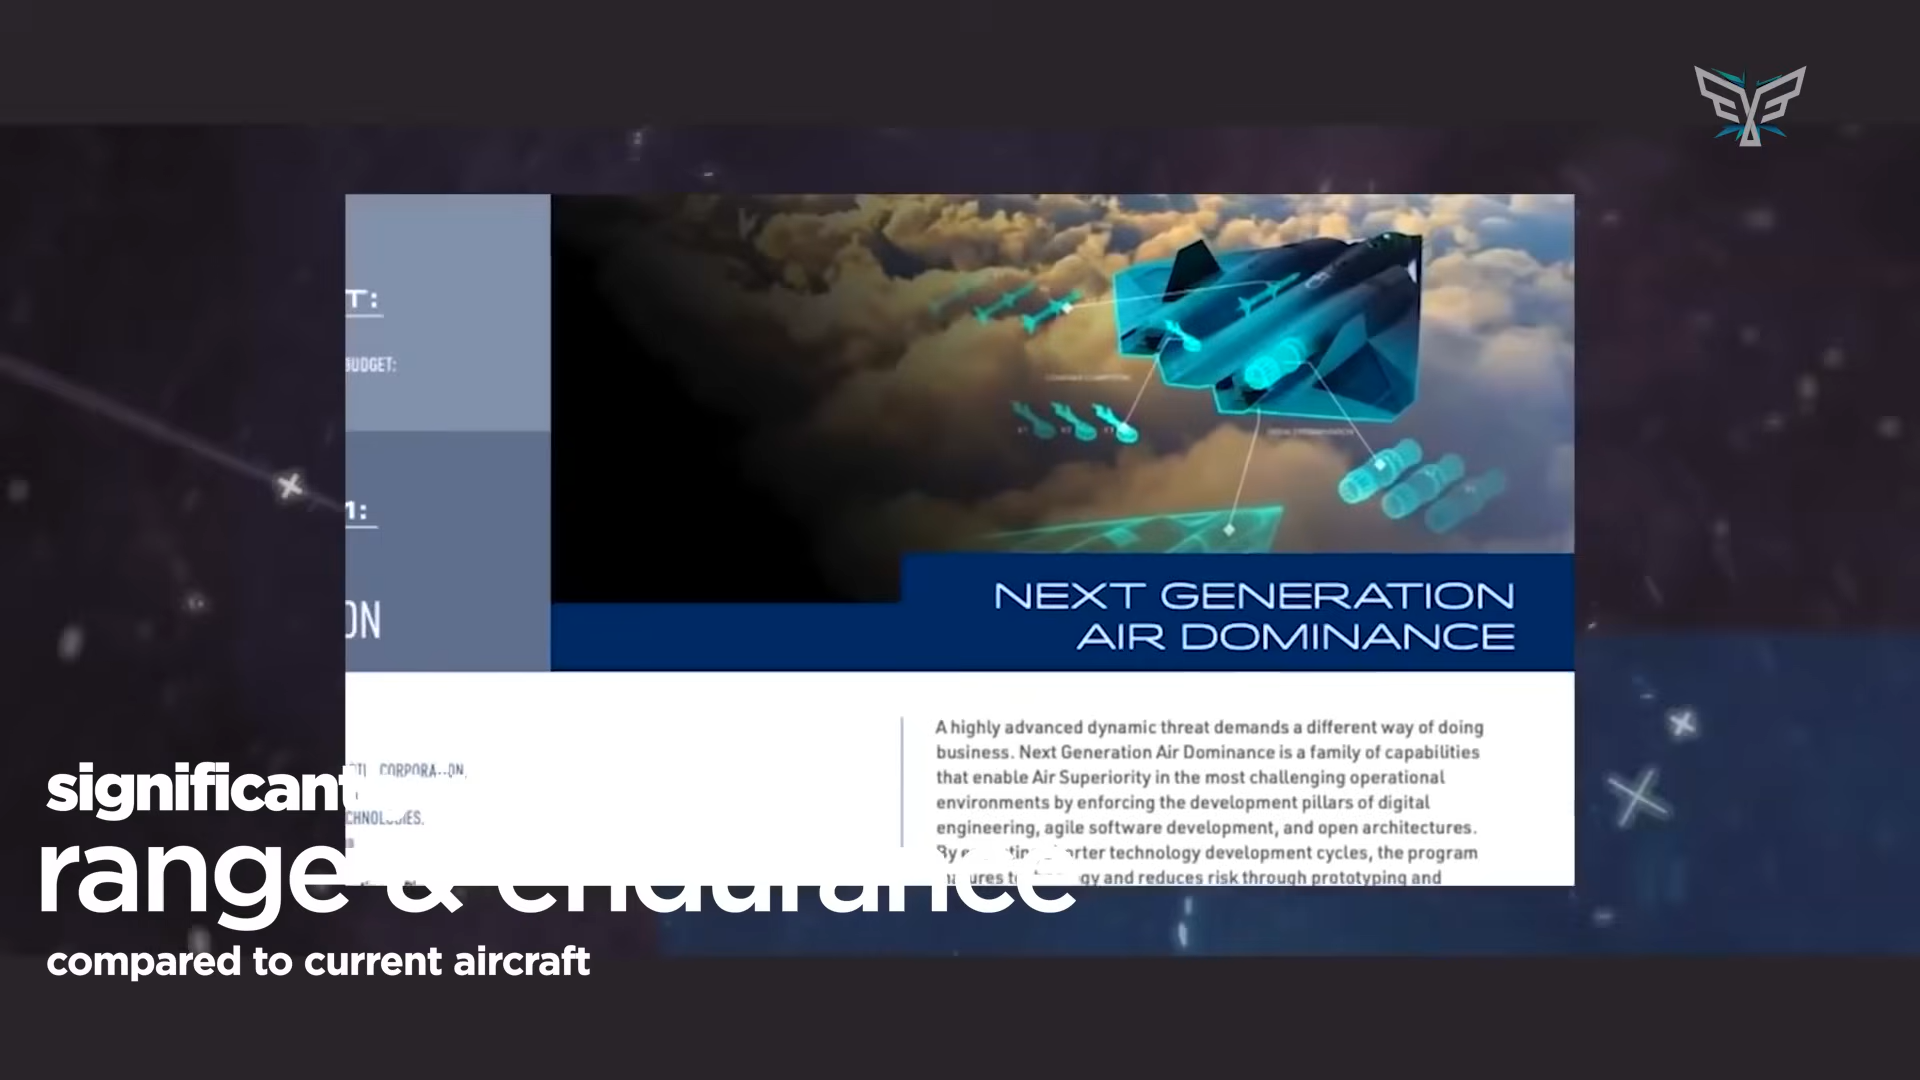 T:
BUDGET:
ON
NEXT GENERATION
AIR DOMINANCE
A highly advanced dynamic threat demands a different way of doing
business. Next Generation Air Dominance is a family of capabilities
that enable Air Superiority in the most challenging operational
environments by enforcing the development pillars of digital
engineering, agile software development, and open architectures.
By
technology development cycles, the program
and reduces risk through prototyping and
significant
range & endurance
compared to current aircraft